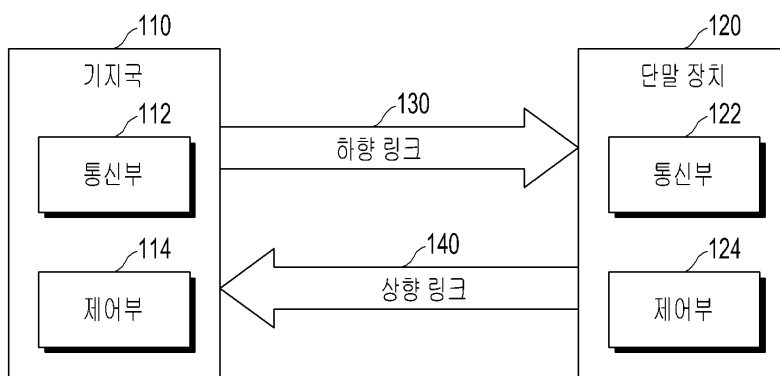 110
120
기지국
단말 장치
130
112
122
하향 링크
통신부
통신부
140
114
124
상향 링크
제어부
제어부